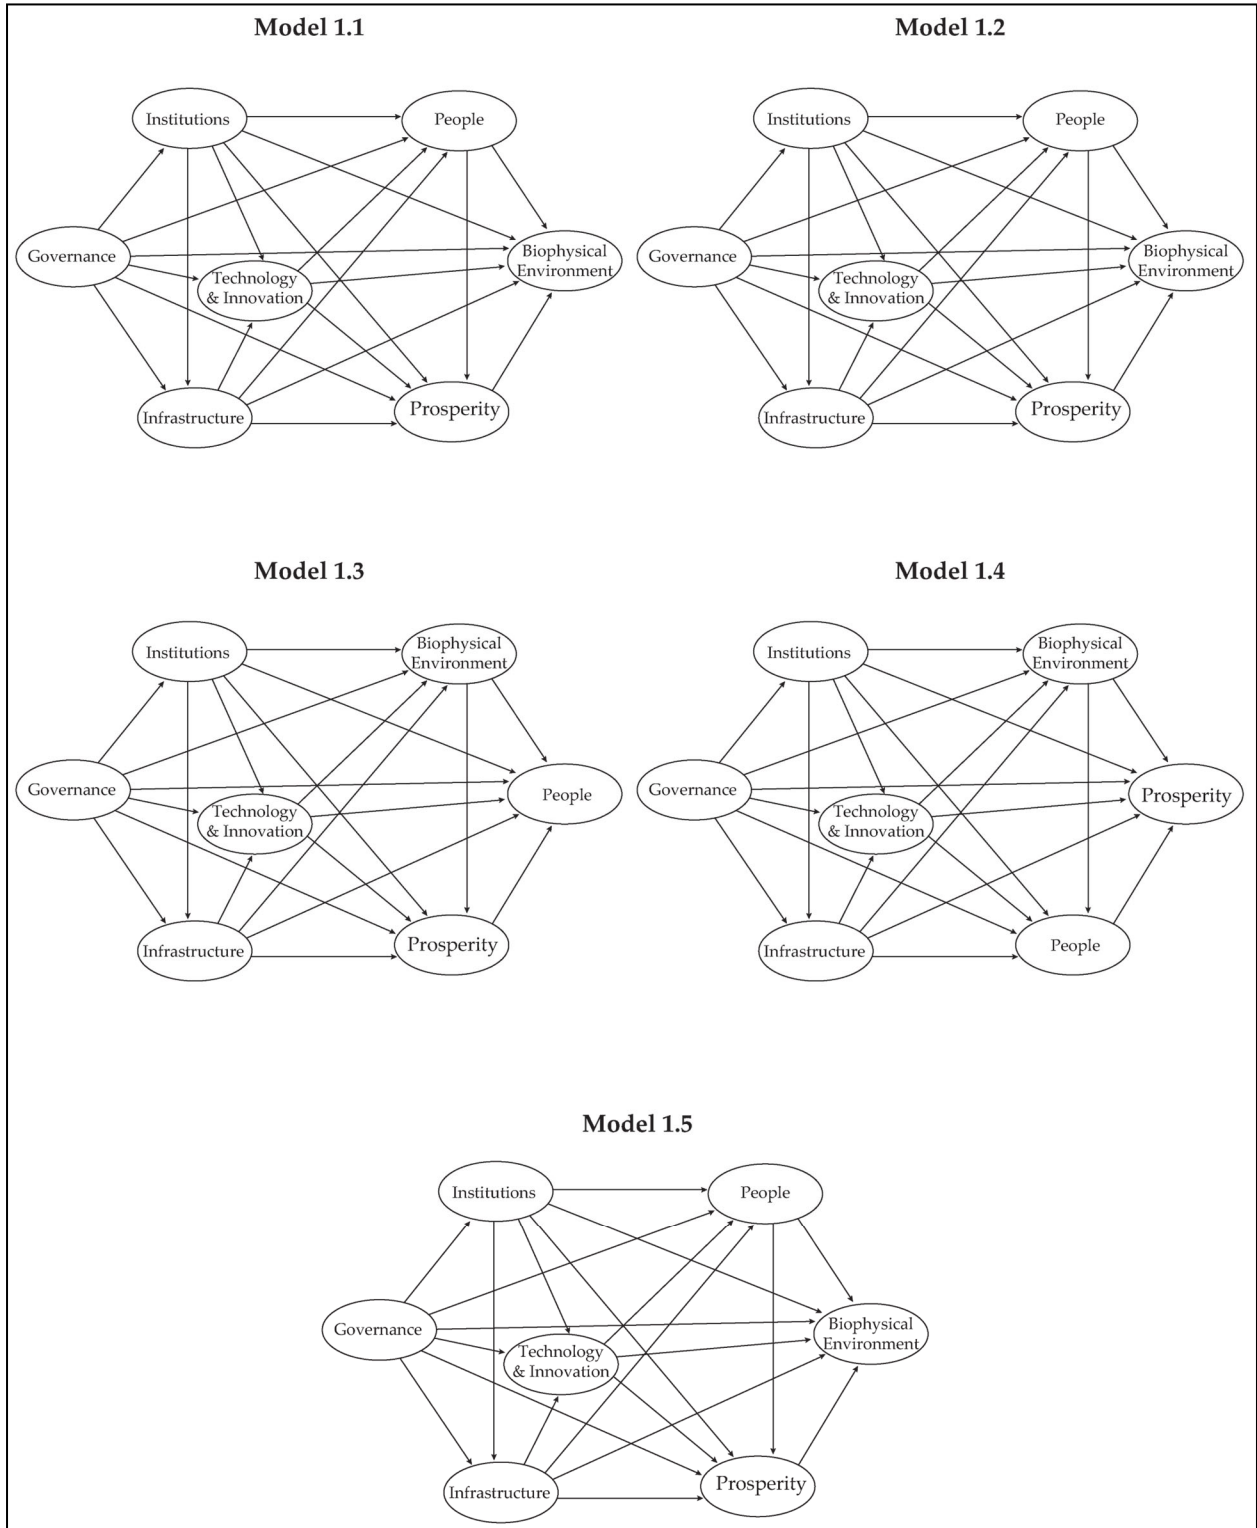 Model 1.1
Institutions
People
Governance
Technology
& Innovation
Biophysical
Environment
Infrastructure
Prosperity
Model 1.2
Institutions
People
Governance
Technology
& Innovation
Biophysical
Environment
Infrastructure
Prosperity
Model 1.3
Institutions
Biophysical
Environment
Governance
Technology
& Innovation
People
Infrastructure
Prosperity
Model 1.4
Institutions
Biophysical
Environment
Governance
Technology
& Innovation
Prosperity
Infrastructure
People
Model 1.5
Institutions
People
Governance
Technology
& Innovation
Biophysical
Environment
Infrastructure
Prosperity